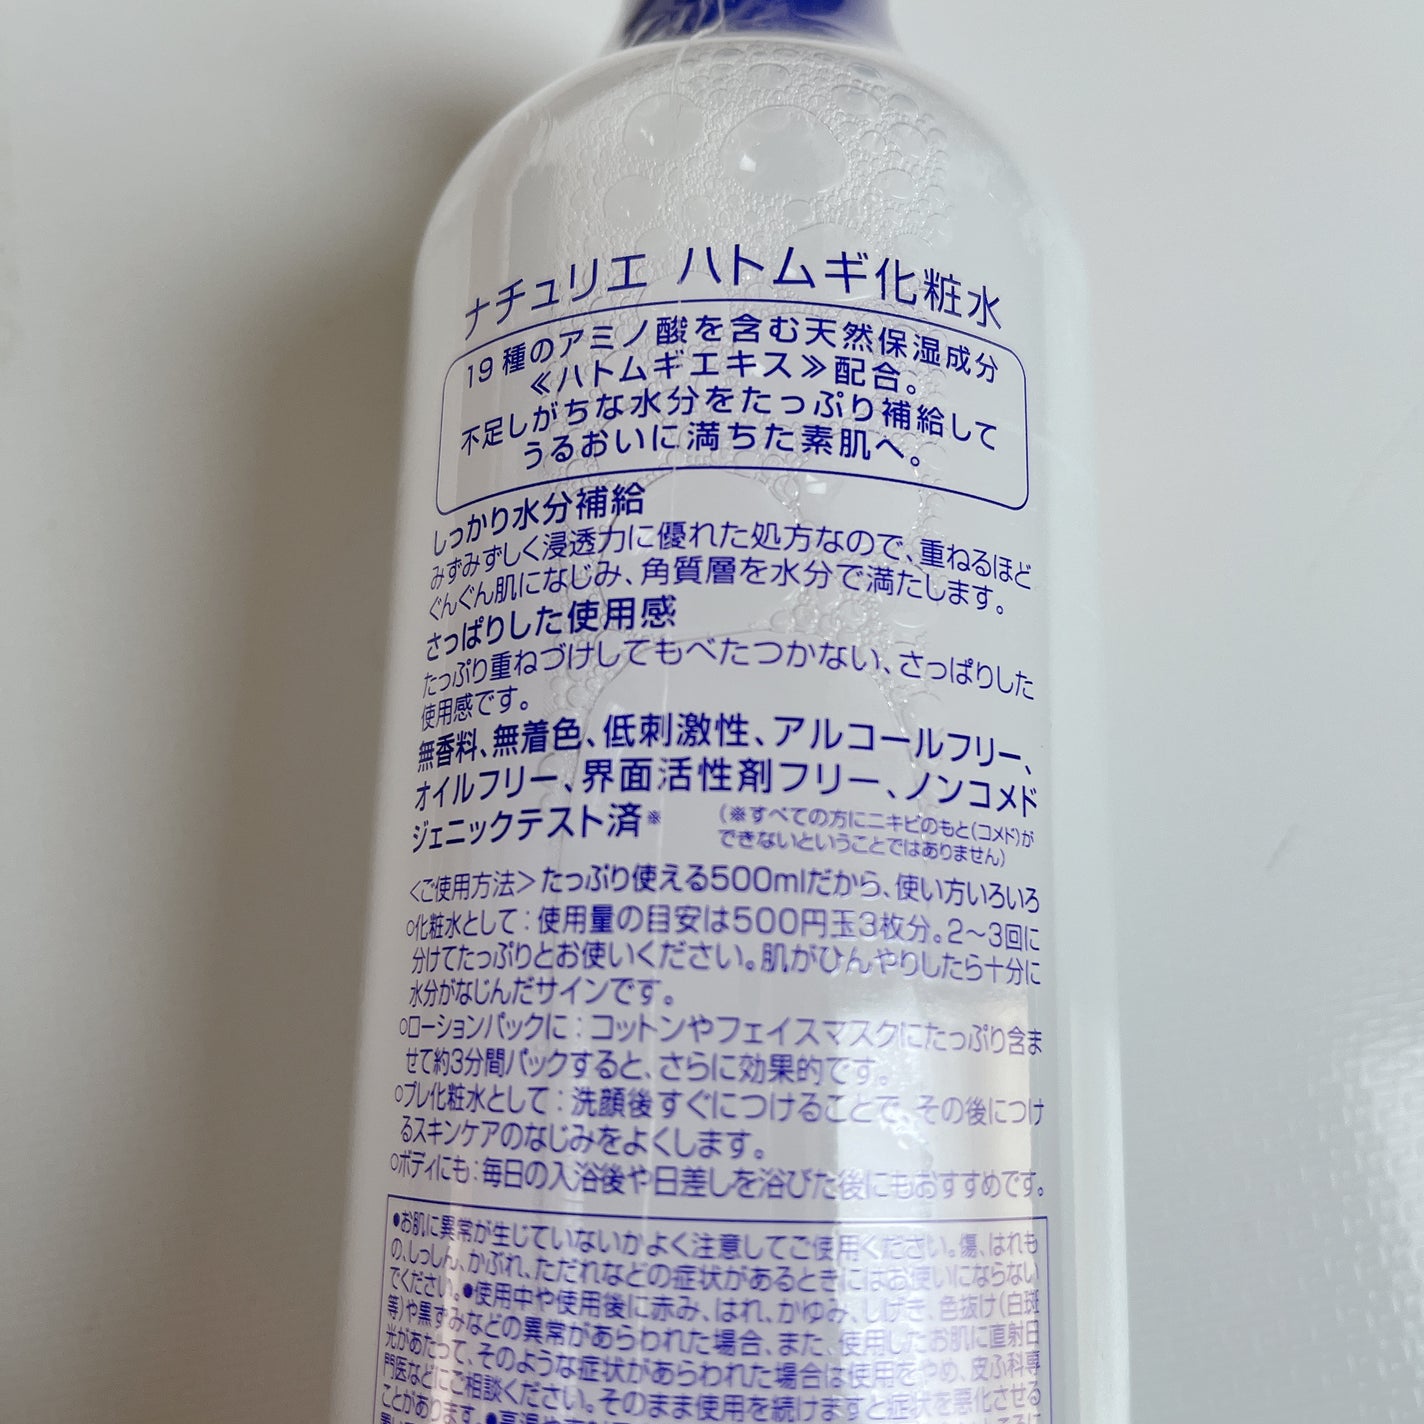 ナチュリエ ハトムギ化粧水
19種のアミノ酸を含む天然保湿成分
≪ハトムギエキス≫配合。
不足しがちな水分をたっぷり補給して
うるおいに満ちた素肌へ。
しっかり水分補給
みずみずしく浸透力に優れた処方なので、重ねるほど
ぐんぐん肌になじみ、角質層を水分で満たします。
さっぱりした使用感
たっぷり重ねづけしてもべたつかない、さっぱりした
使用感です。
無香料、無着色、低刺激性、アルコールフリー、
オイルフリー、界面活性剤フリー、ノンコメド
ジェニックテスト済※
(※すべての方にニキビのもと(コメド)が
できないということではありません)
<ご使用方法>たっぷり使える500mlだから、使い方いろいろ
○化粧水として:使用量の目安は500円玉3枚分。2〜3回に
分けてたっぷりとお使いください。肌がひんやりしたら十分に
水分がなじんだサインです。
○ローションパックに:コットンやフェイスマスクにたっぷり含ま
せて約3分間パックすると、さらに効果的です。
○プレ化粧水として:洗顔後すぐにつけることで、その後につけ
るスキンケアのなじみをよくします。
○ボディにも:毎日の入浴後や日差しを浴びた後にもおすすめです。
●お肌に異常が生じていないかよく注意してご使用ください。傷、はれも
の、しっしん、かぶれ、ただれなどの症状があるときにはお使いにならない
でください。●使用中や使用後に赤み、はれ、かゆみ、しげき、色抜け(白斑
等)や黒ずみなどの異常があらわれた場合、また、使用したお肌に直射日
光があたって、そのような症状があらわれた場合は使用をやめ、皮ふ科専
門医などにご相談ください。そのまま使用を続けますと症状を悪化させる
ことがあります。